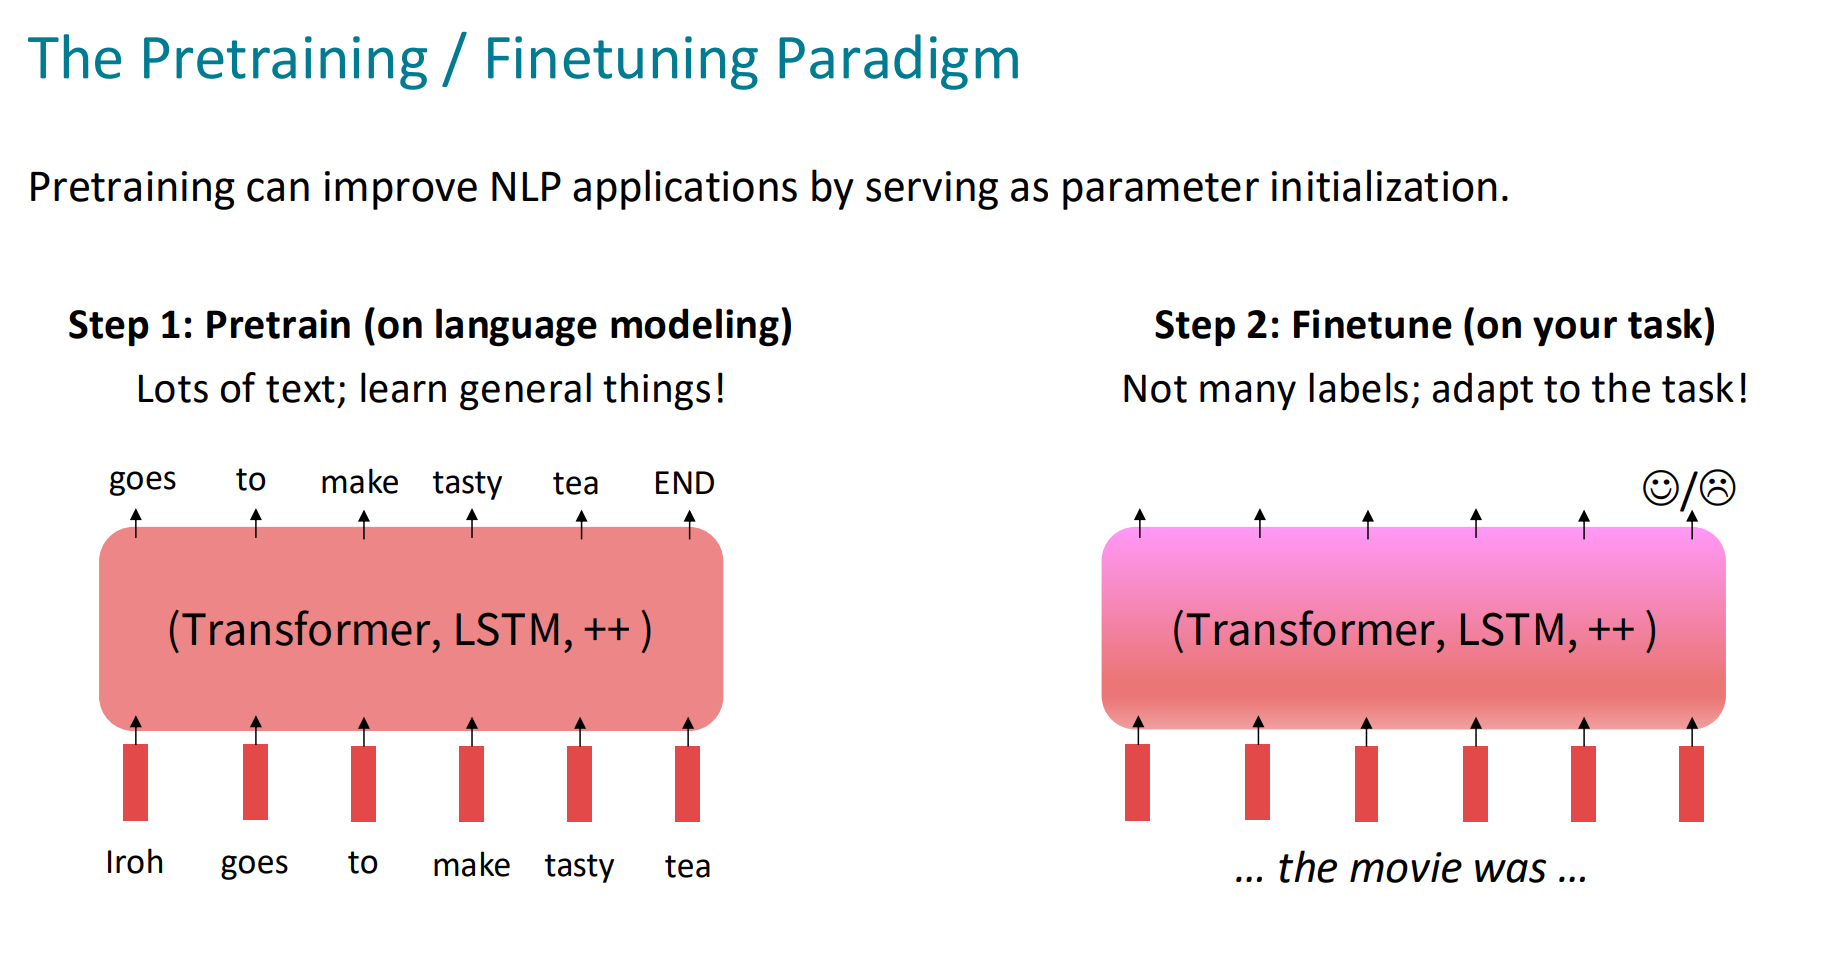 The Pretraining / Finetuning Paradigm
Pretraining can improve NLP applications by serving as parameter initialization.
Step 1: Pretrain (on language modeling)
Lots of text; learn general things!
goes to make tasty tea END
(Transformer, LSTM, ++ )
Iroh goes to make tasty tea
Step 2: Finetune (on your task)
Not many labels; adapt to the task!
☺/☹
(Transformer, LSTM, ++ )
... the movie was ...